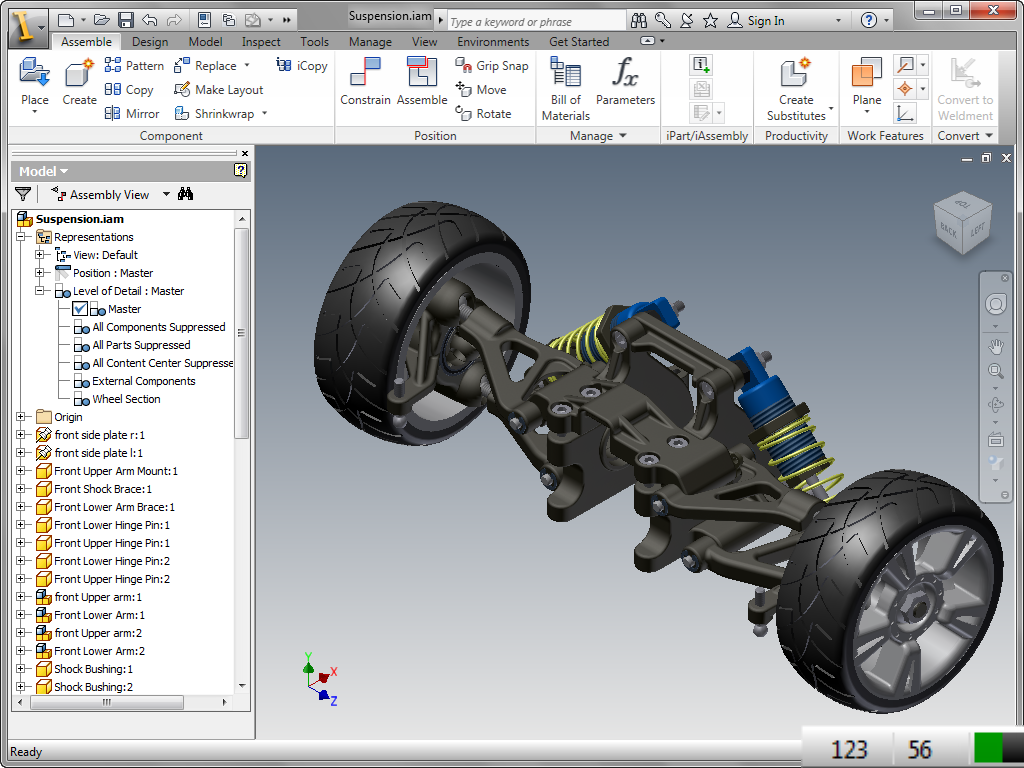 Suspension.iam
Type a keyword or phrase
Sign In
Assemble Design Model Inspect Tools Manage View Environments Get Started
Place
Create
Pattern
Copy
Mirror
Replace
Make Layout
Shrinkwrap
iCopy
Component
Constrain
Assemble
Grip Snap
Move
Rotate
Position
Bill of
Materials
Parameters
Manage
iPart/iAssembly
Create
Substitutes
Productivity
Plane
Work Features
Convert to
Weldment
Convert
Model
Assembly View
Suspension.iam
Representations
View: Default
Position : Master
Level of Detail : Master
Master
All Components Suppressed
All Parts Suppressed
All Content Center Suppresse
External Components
Wheel Section
Origin
front side plate r:1
front side plate l:1
Front Upper Arm Mount:1
Front Shock Brace:1
Front Lower Arm Brace:1
Front Lower Hinge Pin:1
Front Upper Hinge Pin:1
Front Lower Hinge Pin:2
Front Upper Hinge Pin:2
front Upper arm:1
Front Lower Arm:1
front Upper arm:2
Front Lower Arm:2
Shock Bushing:1
Shock Bushing:2
TOP
BACK
LEFT
Y
X
Z
Ready
123 56